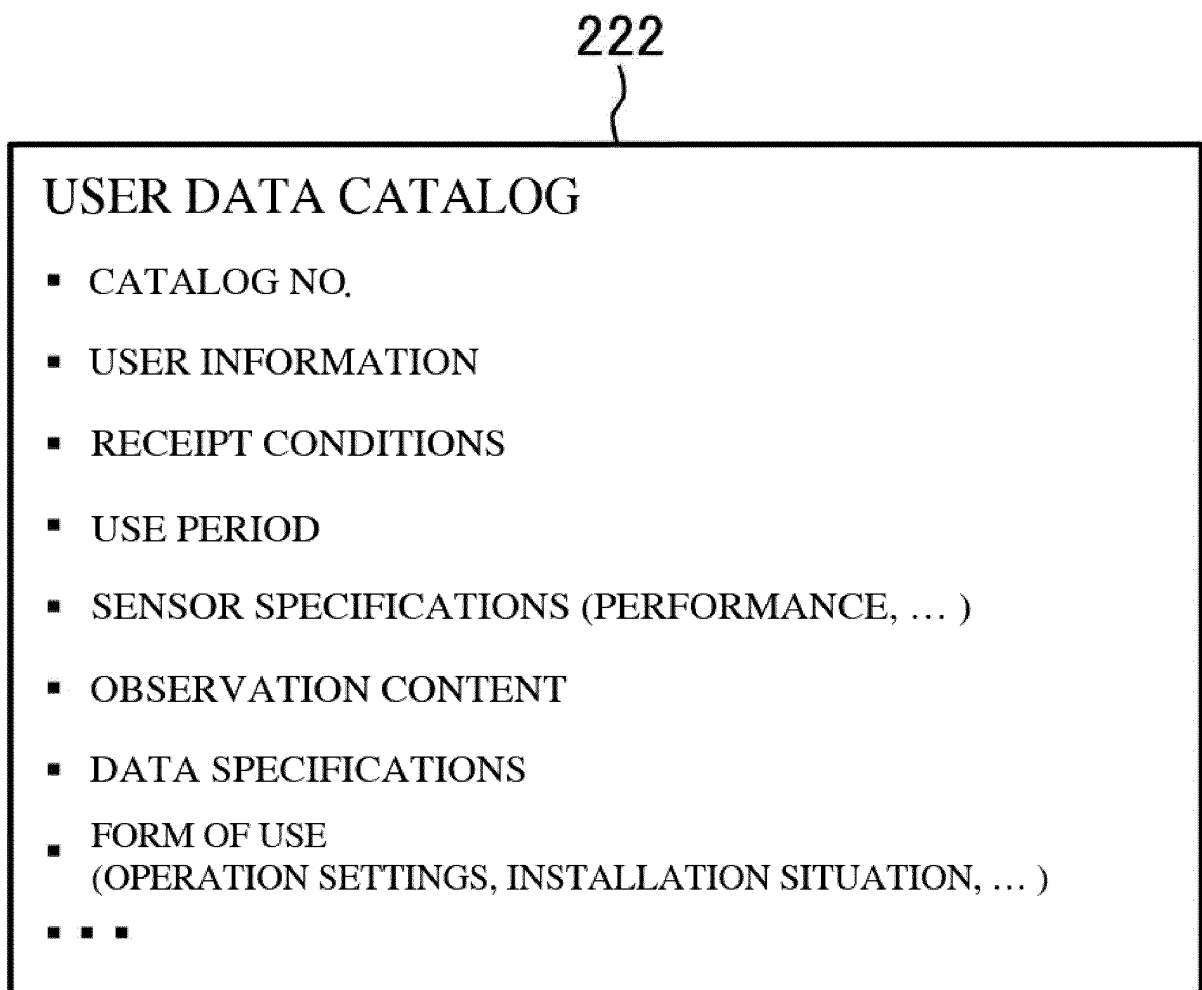 222
USER DATA CATALOG
▪ CATALOG NO.
▪ USER INFORMATION
▪ RECEIPT CONDITIONS
▪ USE PERIOD
▪ SENSOR SPECIFICATIONS (PERFORMANCE, … )
▪ OBSERVATION CONTENT
▪ DATA SPECIFICATIONS
▪ FORM OF USE
(OPERATION SETTINGS, INSTALLATION SITUATION, … )
▪ ▪ ▪